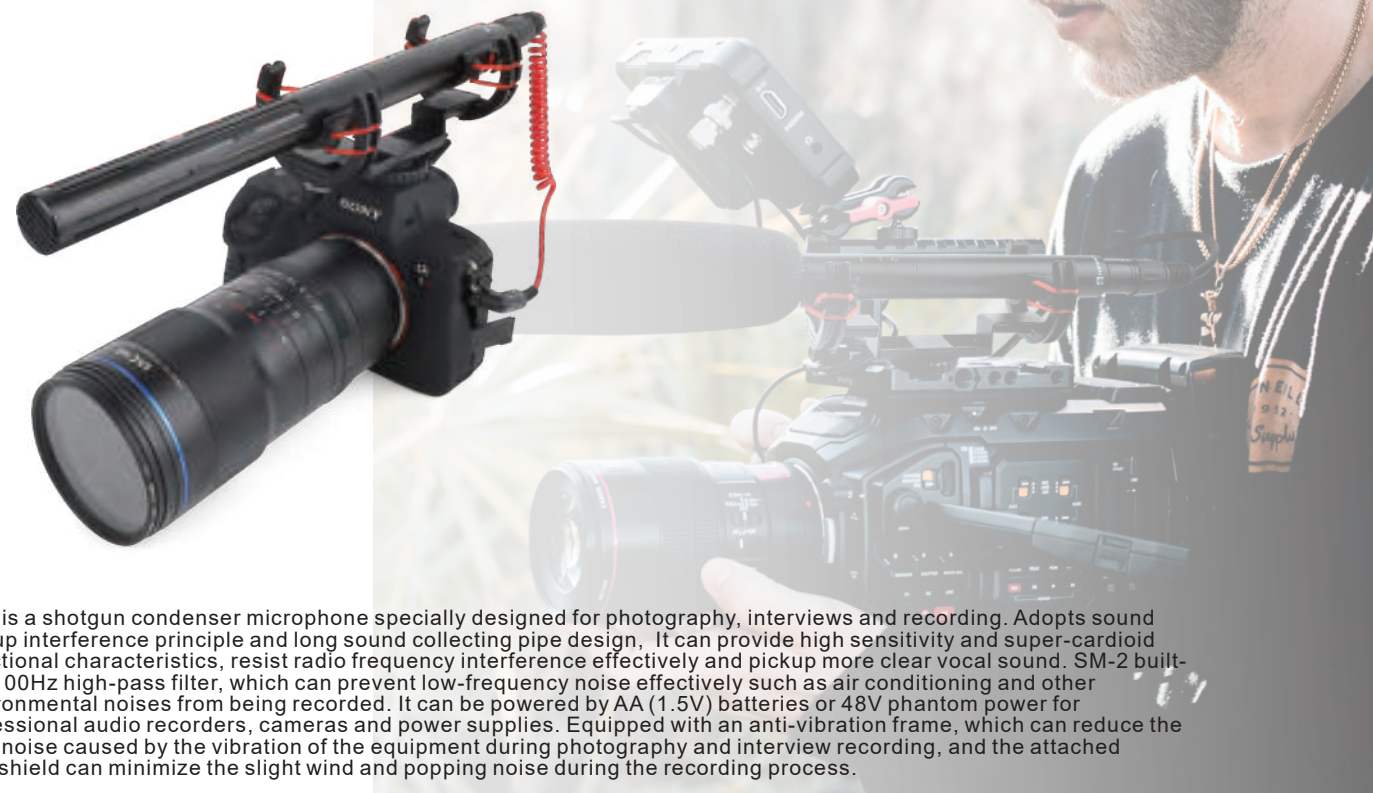 SONY
NEILL
952
Supplie
is a shotgun condenser microphone specially designed for photography, interviews and recording. Adopts sound
up interference principle and long sound collecting pipe design, It can provide high sensitivity and super-cardioid
ctional characteristics, resist radio frequency interference effectively and pickup more clear vocal sound. SM-2 built-
00Hz high-pass filter, which can prevent low-frequency noise effectively such as air conditioning and other
ronmental noises from being recorded. It can be powered by AA (1.5V) batteries or 48V phantom power for
essional audio recorders, cameras and power supplies. Equipped with an anti-vibration frame, which can reduce the
noise caused by the vibration of the equipment during photography and interview recording, and the attached
shield can minimize the slight wind and popping noise during the recording process.